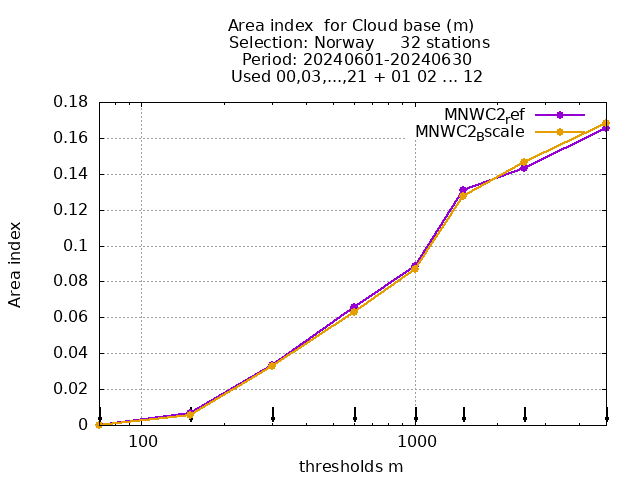 Area index  for Cloud base (m)
Selection: Norway     32 stations
Period: 20240601-20240630
Used 00,03,...,21 + 01 02 ... 12
MNWC2ref
MNWC2Bscale
0.18
0.16
0.14
0.12
0.1
0.08
0.06
0.04
0.02
0
Area index
100
1000
thresholds m